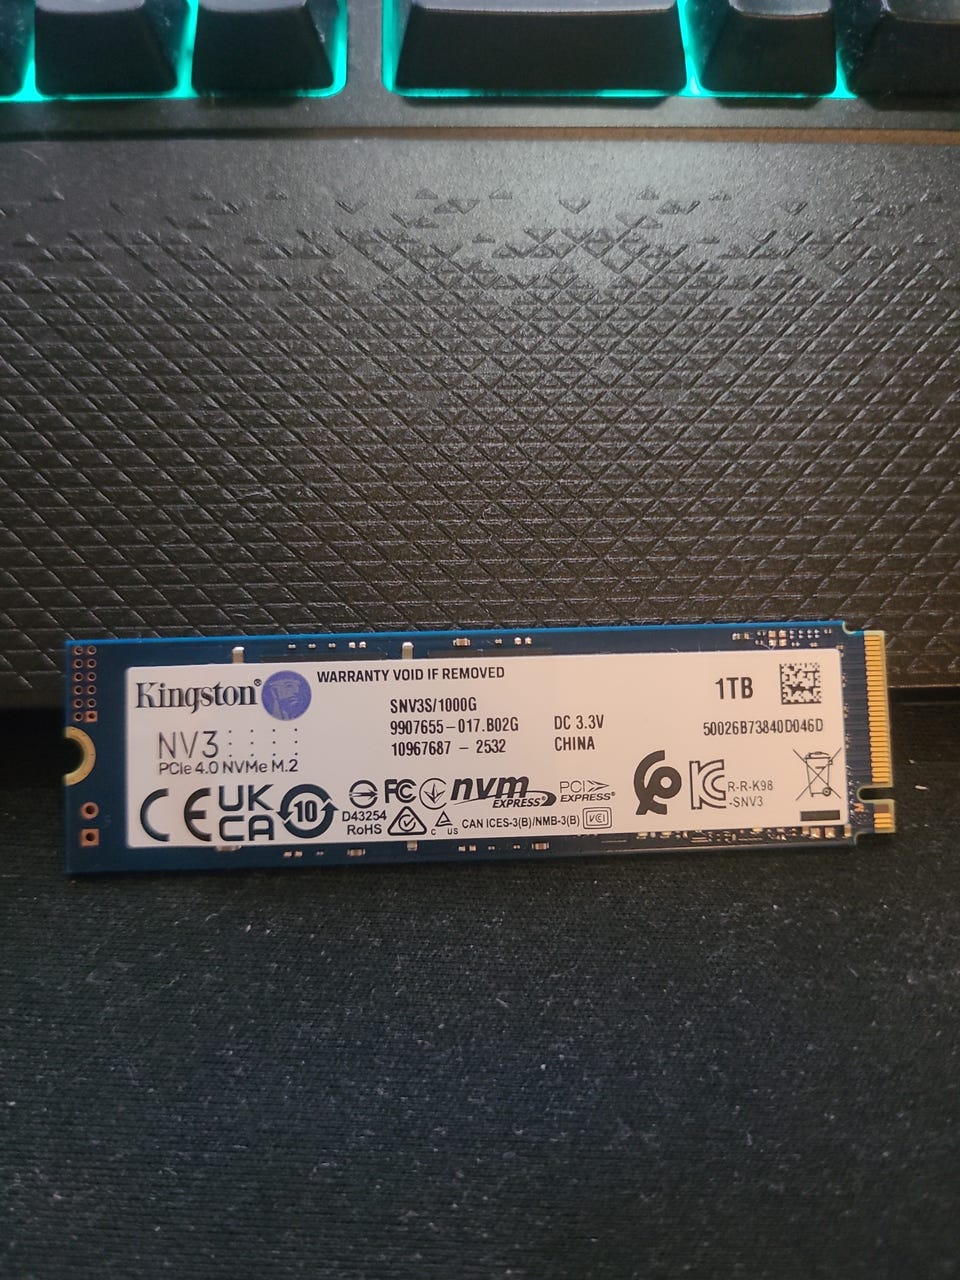 WARRANTY VOID IF REMOVED
Kingston®
SNV3S/1000G
1TB
9907655-017.B02G
DC 3.3V
50026B73840D046D
10967687 - 2532
CHINA
NV3
PCIe 4.0 NVMe M.2
CE
UK
CA
10
D43254
RoHS
FC
nvm
EXPRESS®
PCI
EXPRESS®
C US
CAN ICES-3(B)/NMB-3(B)
VCI
KC
R-R-K98
-SNV3